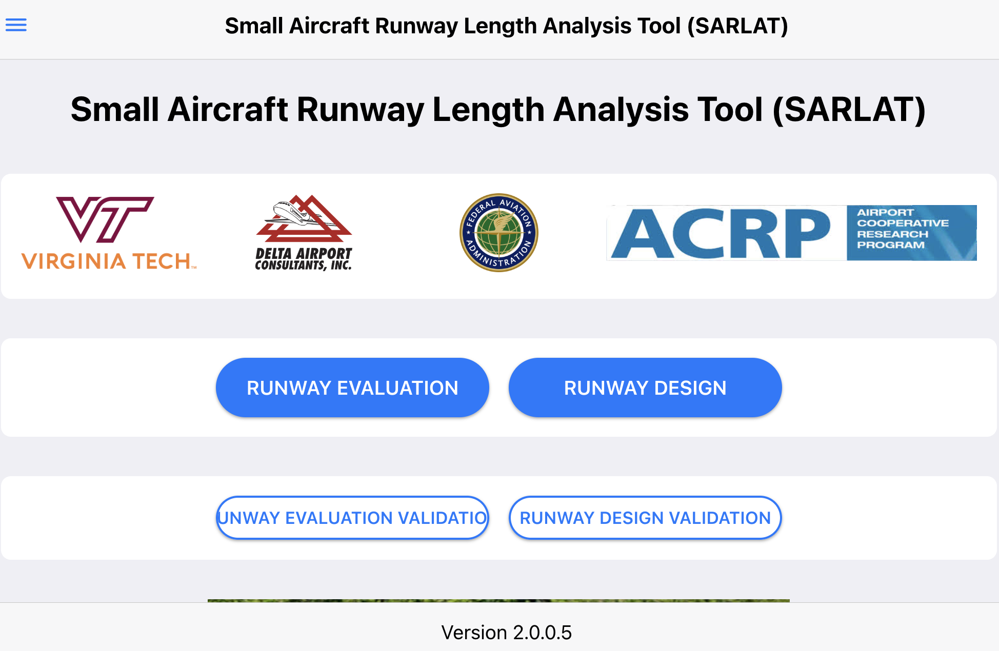 Small Aircraft Runway Length Analysis Tool (SARLAT)
Small Aircraft Runway Length Analysis Tool (SARLAT)
VT
VIRGINIA TECH™
DELTA AIRPORT
CONSULTANTS, INC.
FEDERAL AVIATION
ADMINISTRATION
ACRP
AIRPORT
COOPERATIVE
RESEARCH
PROGRAM
RUNWAY EVALUATION
RUNWAY DESIGN
UNWAY EVALUATION VALIDATIO
RUNWAY DESIGN VALIDATION
Version 2.0.0.5